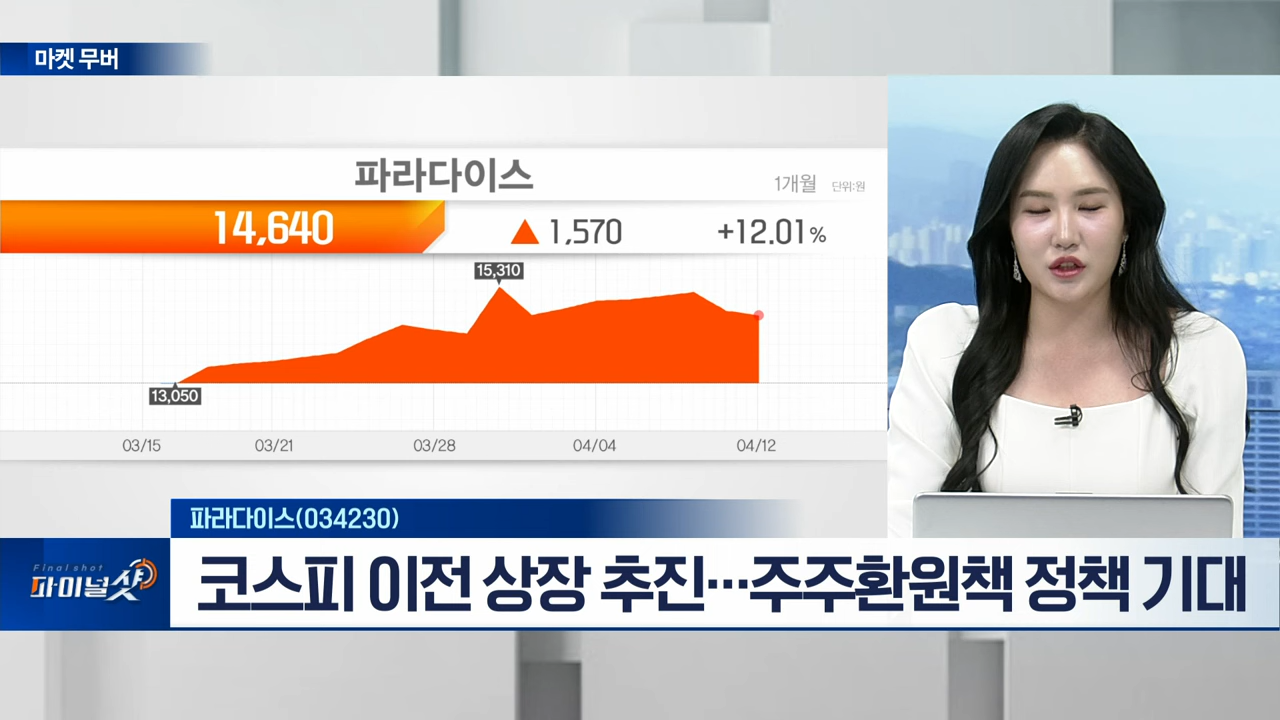 마켓 무버
파라다이스
1개월 단위:원
14,640 ▲ 1,570 +12.01%
15,310
13,050
03/15 03/21 03/28 04/04 04/12
파라다이스(034230)
Final shot
파이널샷
코스피 이전 상장 추진…주주환원책 정책 기대